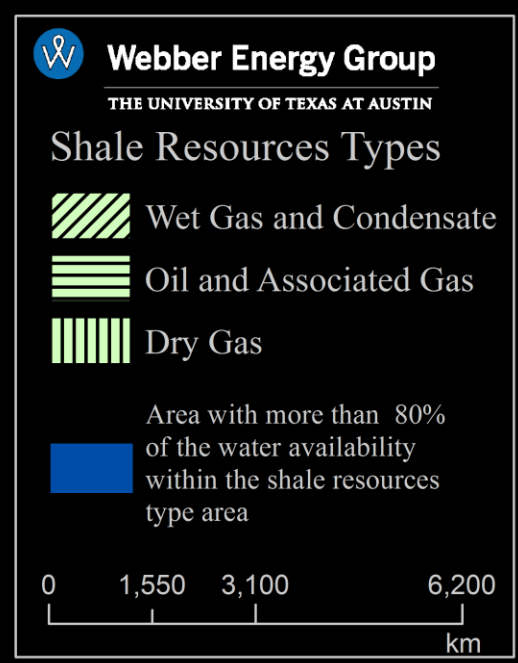 Webber Energy Group
THE UNIVERSITY OF TEXAS AT AUSTIN
Shale Resources Types
Wet Gas and Condensate
Oil and Associated Gas
Dry Gas
Area with more than 80%
of the water availability
within the shale resources
type area
0 1,550 3,100 6,200
km